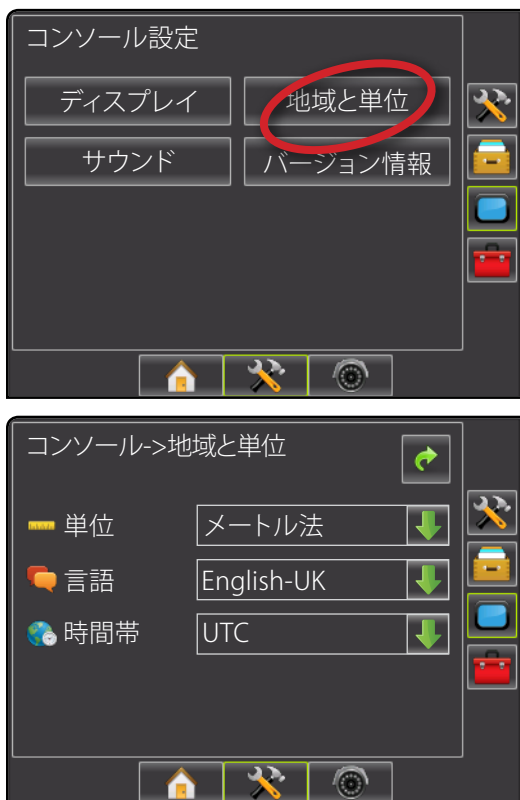 コンソール設定
ディスプレイ 地域と単位
サウンド バージョン情報
コンソール->地域と単位
単位 メートル法
言語 English-UK
時間帯 UTC